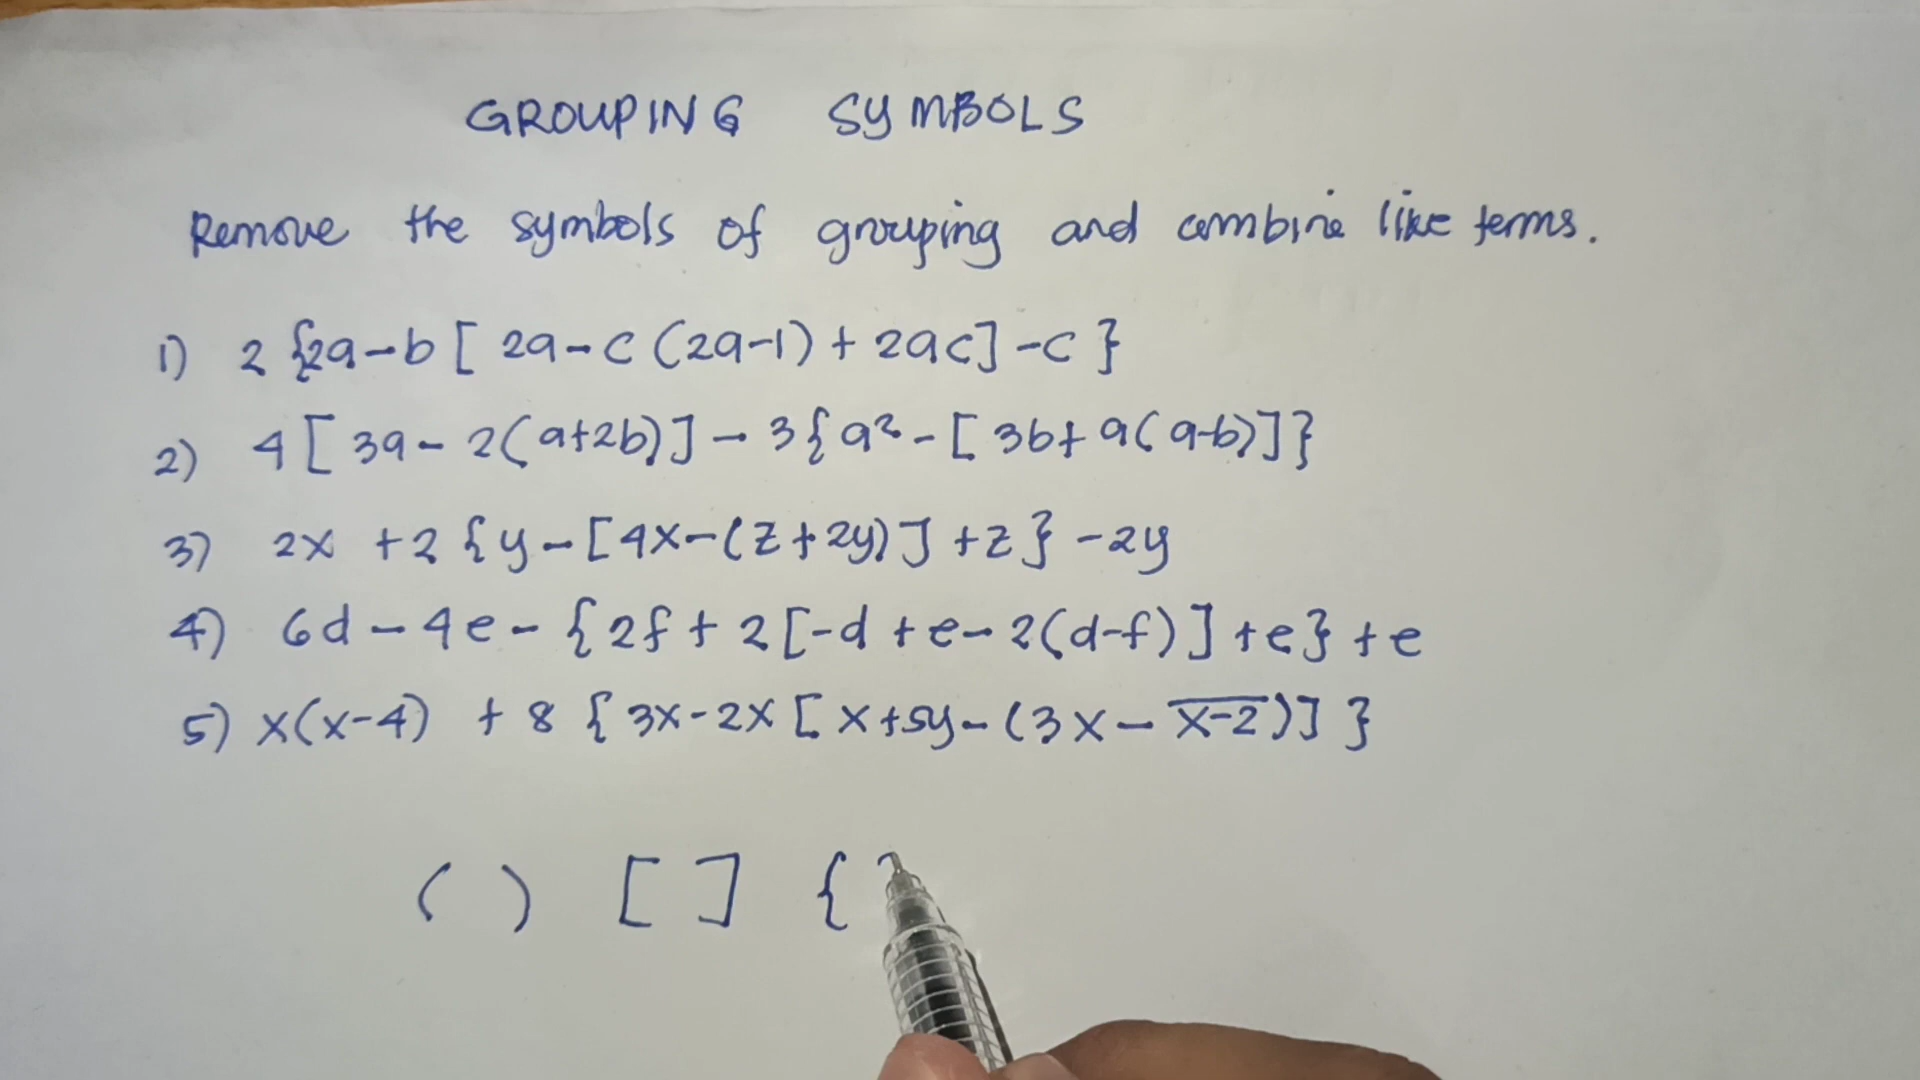 GROUPING SYMBOLS
Remove the symbols of grouping and combine like terms.
1) 2 {2a-b [ 2a-c (2a-1) + 2ac] -c }
2) 4 [ 3a- 2(a+2b)] - 3{a² - [ 3b+ a(a-b)]}
3) 2x +2 {y-[4x-(z+2y)] +z} -2y
4) 6d - 4e - {2f + 2[-d +e- 2(d-f)] +e} +e
5) x(x-4) + 8 { 3x-2x [ x+5y- (3x- x̅-̅2̅)] }
( ) [ ] {